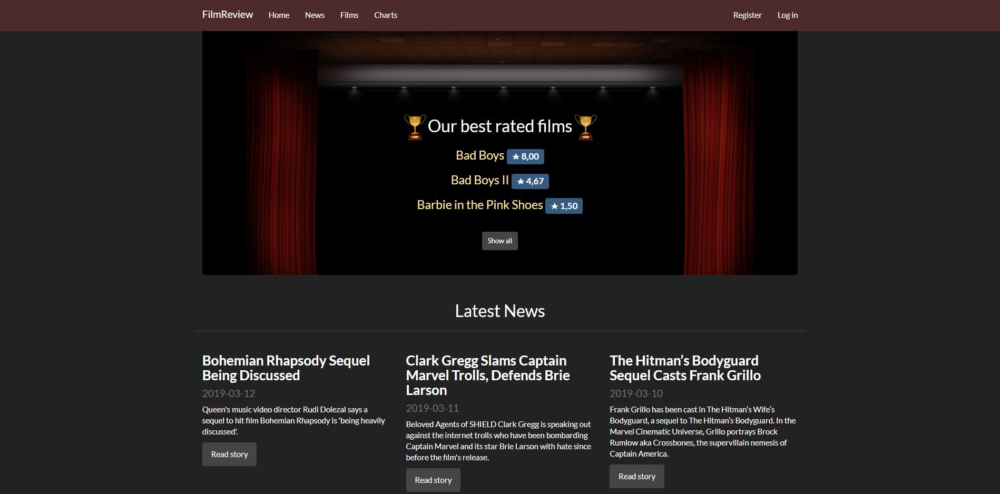 FilmReview Home News Films Charts Register Log in
Our best rated films
Bad Boys ★ 8,00
Bad Boys II ★ 4,67
Barbie in the Pink Shoes ★ 1,50
Show all
Latest News
Bohemian Rhapsody Sequel
Being Discussed
2019-03-12
Queen's music video director Rudi Dolezal says a
sequel to hit film Bohemian Rhapsody is 'being heavily
discussed'.
Read story
Clark Gregg Slams Captain
Marvel Trolls, Defends Brie
Larson
2019-03-11
Beloved Agents of SHIELD Clark Gregg is speaking out
against the internet trolls who have been bombarding
Captain Marvel and its star Brie Larson with hate since
before the film's release.
Read story
The Hitman’s Bodyguard
Sequel Casts Frank Grillo
2019-03-10
Frank Grillo has been cast in The Hitman’s Wife’s
Bodyguard, a sequel to The Hitman’s Bodyguard. In the
Marvel Cinematic Universe, Grillo portrays Brock
Rumlow aka Crossbones, the supervillain nemesis of
Captain America.
Read story